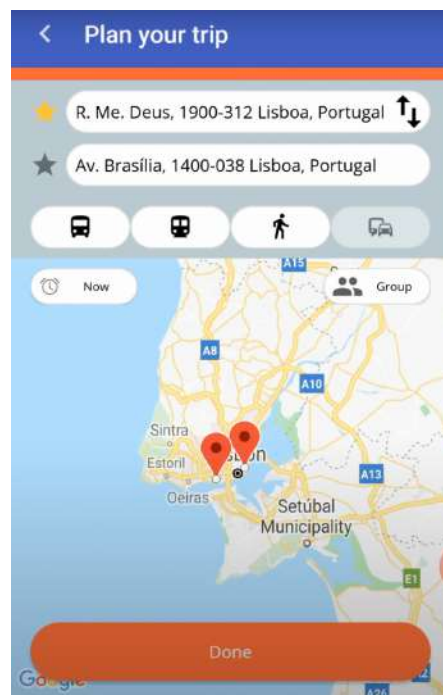 Plan your trip
R. Me. Deus, 1900-312 Lisboa, Portugal
Av. Brasília, 1400-038 Lisboa, Portugal
Now
Group
A15
A8
A10
Sintra
Estoril
Oeiras
A13
Setúbal
Municipality
E1
Done
Google
A26